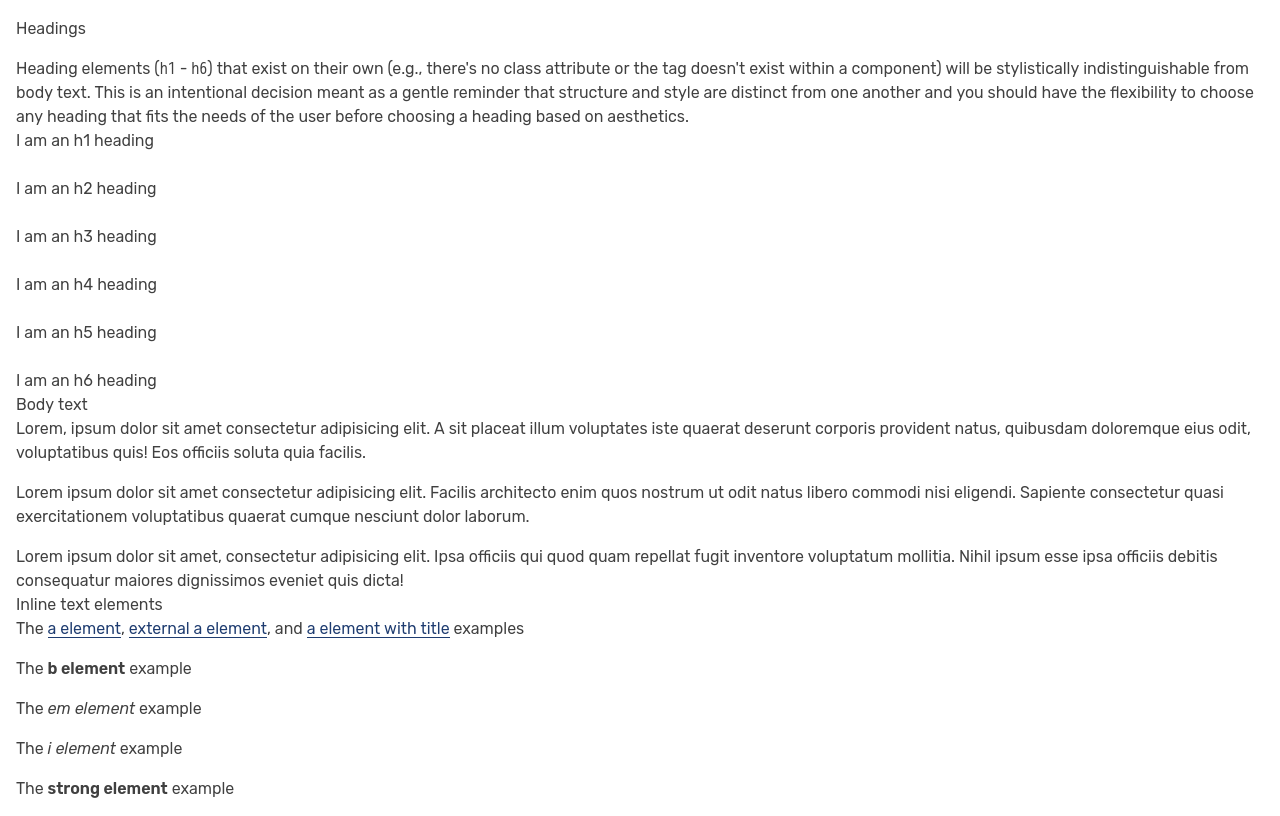 Headings
Heading elements (h1 - h6) that exist on their own (e.g., there's no class attribute or the tag doesn't exist within a component) will be stylistically indistinguishable from
body text. This is an intentional decision meant as a gentle reminder that structure and style are distinct from one another and you should have the flexibility to choose
any heading that fits the needs of the user before choosing a heading based on aesthetics.
I am an h1 heading
I am an h2 heading
I am an h3 heading
I am an h4 heading
I am an h5 heading
I am an h6 heading
Body text
Lorem, ipsum dolor sit amet consectetur adipisicing elit. A sit placeat illum voluptates iste quaerat deserunt corporis provident natus, quibusdam doloremque eius odit,
voluptatibus quis! Eos officiis soluta quia facilis.
Lorem ipsum dolor sit amet consectetur adipisicing elit. Facilis architecto enim quos nostrum ut odit natus libero commodi nisi eligendi. Sapiente consectetur quasi
exercitationem voluptatibus quaerat cumque nesciunt dolor laborum.
Lorem ipsum dolor sit amet, consectetur adipisicing elit. Ipsa officiis qui quod quam repellat fugit inventore voluptatum mollitia. Nihil ipsum esse ipsa officiis debitis
consequatur maiores dignissimos eveniet quis dicta!
Inline text elements
The a element, external a element, and a element with title examples
The b element example
The em element example
The i element example
The strong element example